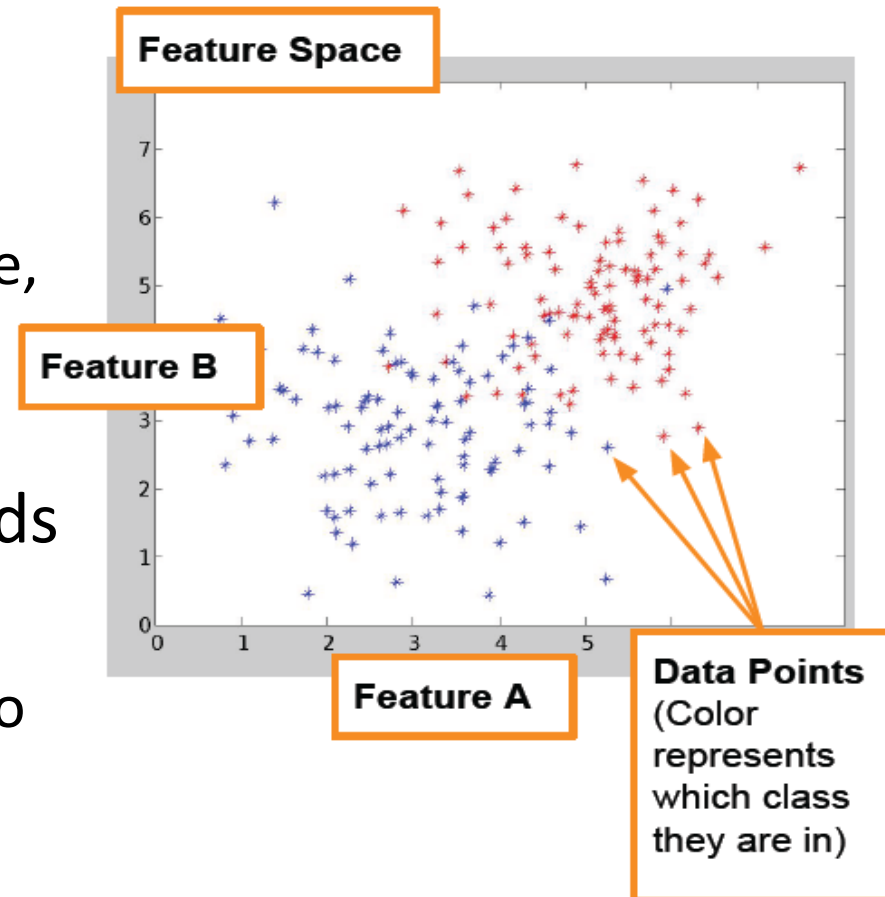 Feature Space
7
6
e,
5
Feature B
3
2
ds
1
0
0 1 2 3 4 5
Feature A
o
Data Points
(Color
represents
which class
they are in)